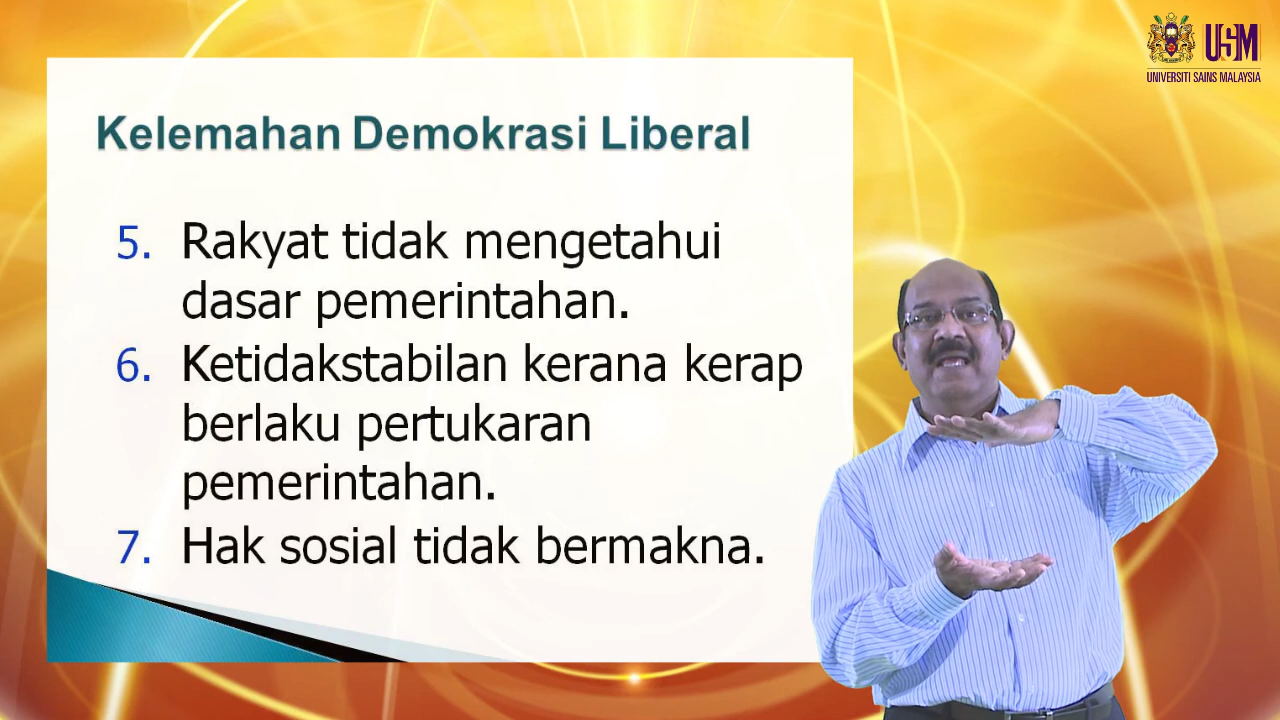 USM
UNIVERSITI SAINS MALAYSIA
Kelemahan Demokrasi Liberal
5. Rakyat tidak mengetahui
dasar pemerintahan.
6. Ketidakstabilan kerana kerap
berlaku pertukaran
pemerintahan.
7. Hak sosial tidak bermakna.